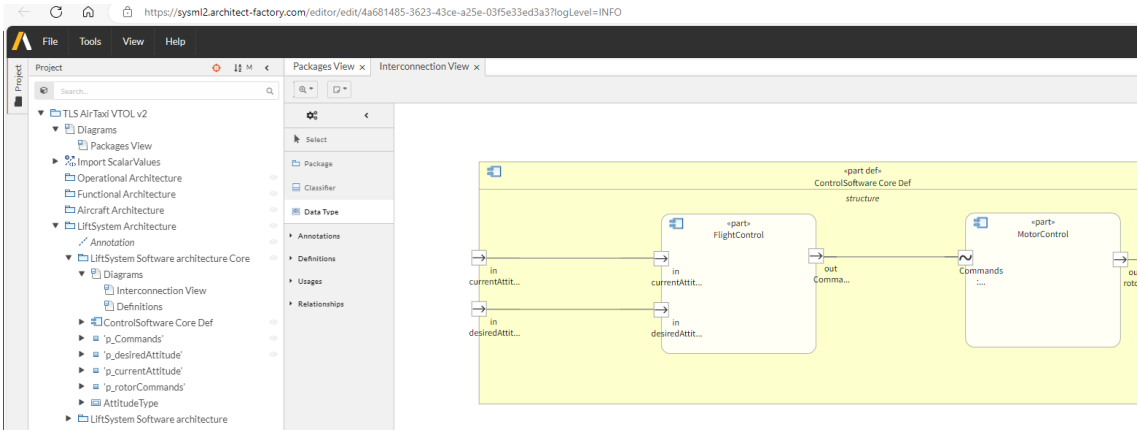 https://sysml2.architect-factory.com/editor/edit/4a681485-3623-43ce-a25e-03f5e33ed3a3?logLevel=INFO
File Tools View Help
Project
Project M
Packages View × Interconnection View ×
Search...
TLS AirTaxi VTOL v2
Diagrams
Packages View
Import ScalarValues
Operational Architecture
Functional Architecture
Aircraft Architecture
LiftSystem Architecture
Annotation
LiftSystem Software architecture Core
Diagrams
Interconnection View
Definitions
ControlSoftware Core Def
'p_Commands'
'p_desiredAttitude'
'p_currentAttitude'
'p_rotorCommands'
AttitudeType
LiftSystem Software architecture
Select
Package
Classifier
Data Type
Annotations
Definitions
Usages
Relationships
«part def»
ControlSoftware Core Def
structure
«part»
FlightControl
«part»
MotorControl
in
currentAttit...
in
currentAttit...
out
Comma...
Commands
:...
ou
roto
in
desiredAttit...
in
desiredAttit...